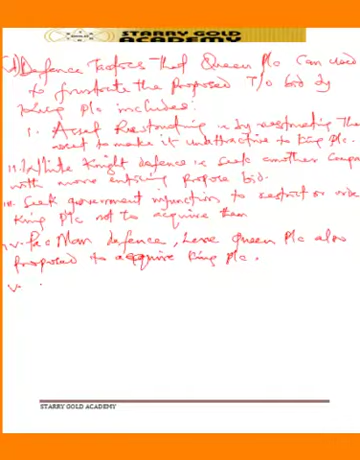 STARRY GOLD
ACADEMY
(d) Defence Tactics That Queen Plc can used
to frustrate the proposed T/o bid by
King plc includes:
i. Asset Restructuring is by restructuring The
asset to make it unattractive to King Plc.
ii. White Knight defence is seek another
with more enticing propose bid.
iii. Seek government injunction to restrict or
King Plc not to acquire them
iv. Pac Man defence, here Queen Plc also
proposed to acquire King Plc.
v.
STARRY GOLD ACADEMY